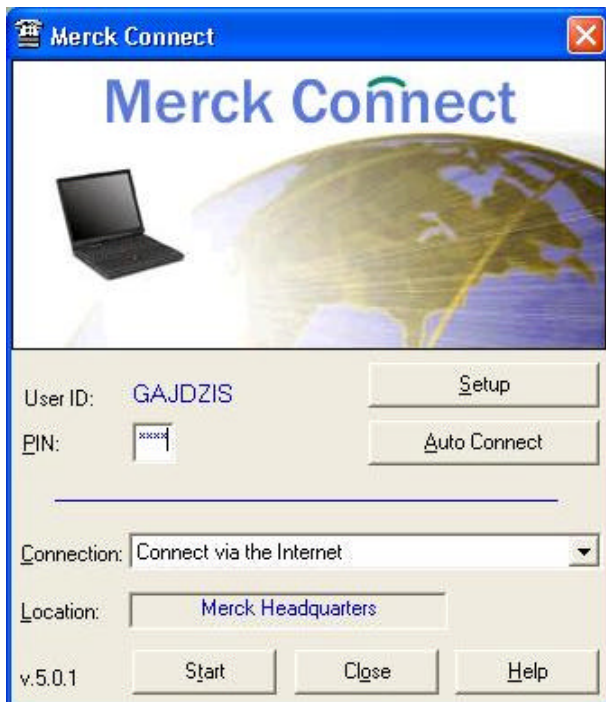 Merck Connect
Merck Connect
User ID: GAJDZIS Setup
PIN: **** Auto Connect
Connection: Connect via the Internet
Location: Merck Headquarters
v.5.0.1 Start Close Help